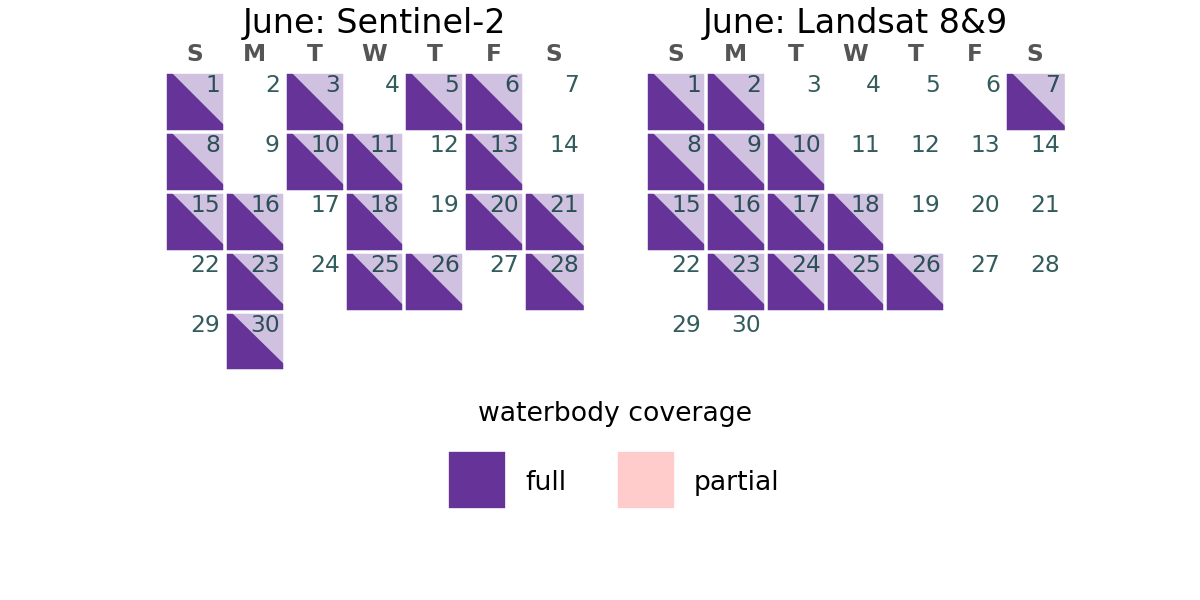 June: Sentinel-2
S M T W T F S
1 2 3 4 5 6 7
8 9 10 11 12 13 14
15 16 17 18 19 20 21
22 23 24 25 26 27 28
29 30
June: Landsat 8&9
S M T W T F S
1 2 3 4 5 6 7
8 9 10 11 12 13 14
15 16 17 18 19 20 21
22 23 24 25 26 27 28
29 30
waterbody coverage
full partial